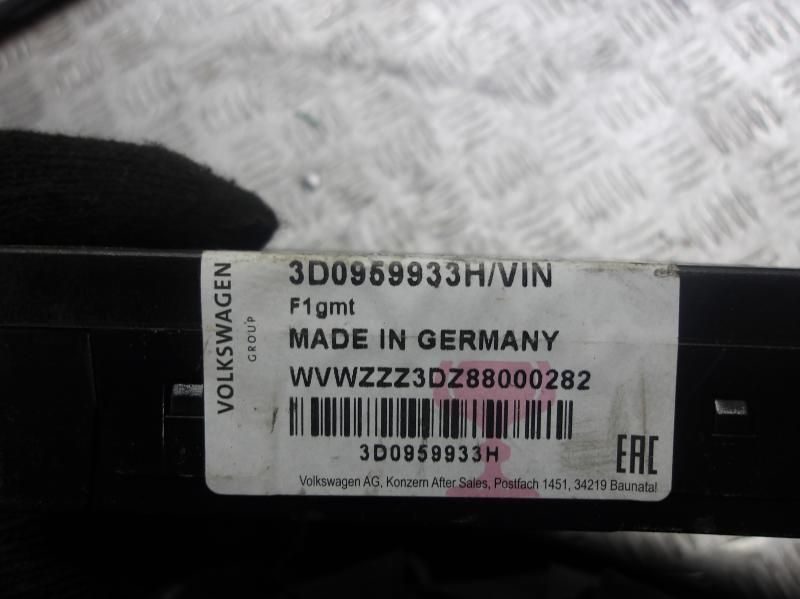 VOLKSWAGEN
GROUP
3D0959933H/VIN
F1gmt
MADE IN GERMANY
WVWZZZ3DZ88000282
3D0959933H
EAC
Volkswagen AG, Konzern After Sales, Postfach 1451, 34219 Baunatal